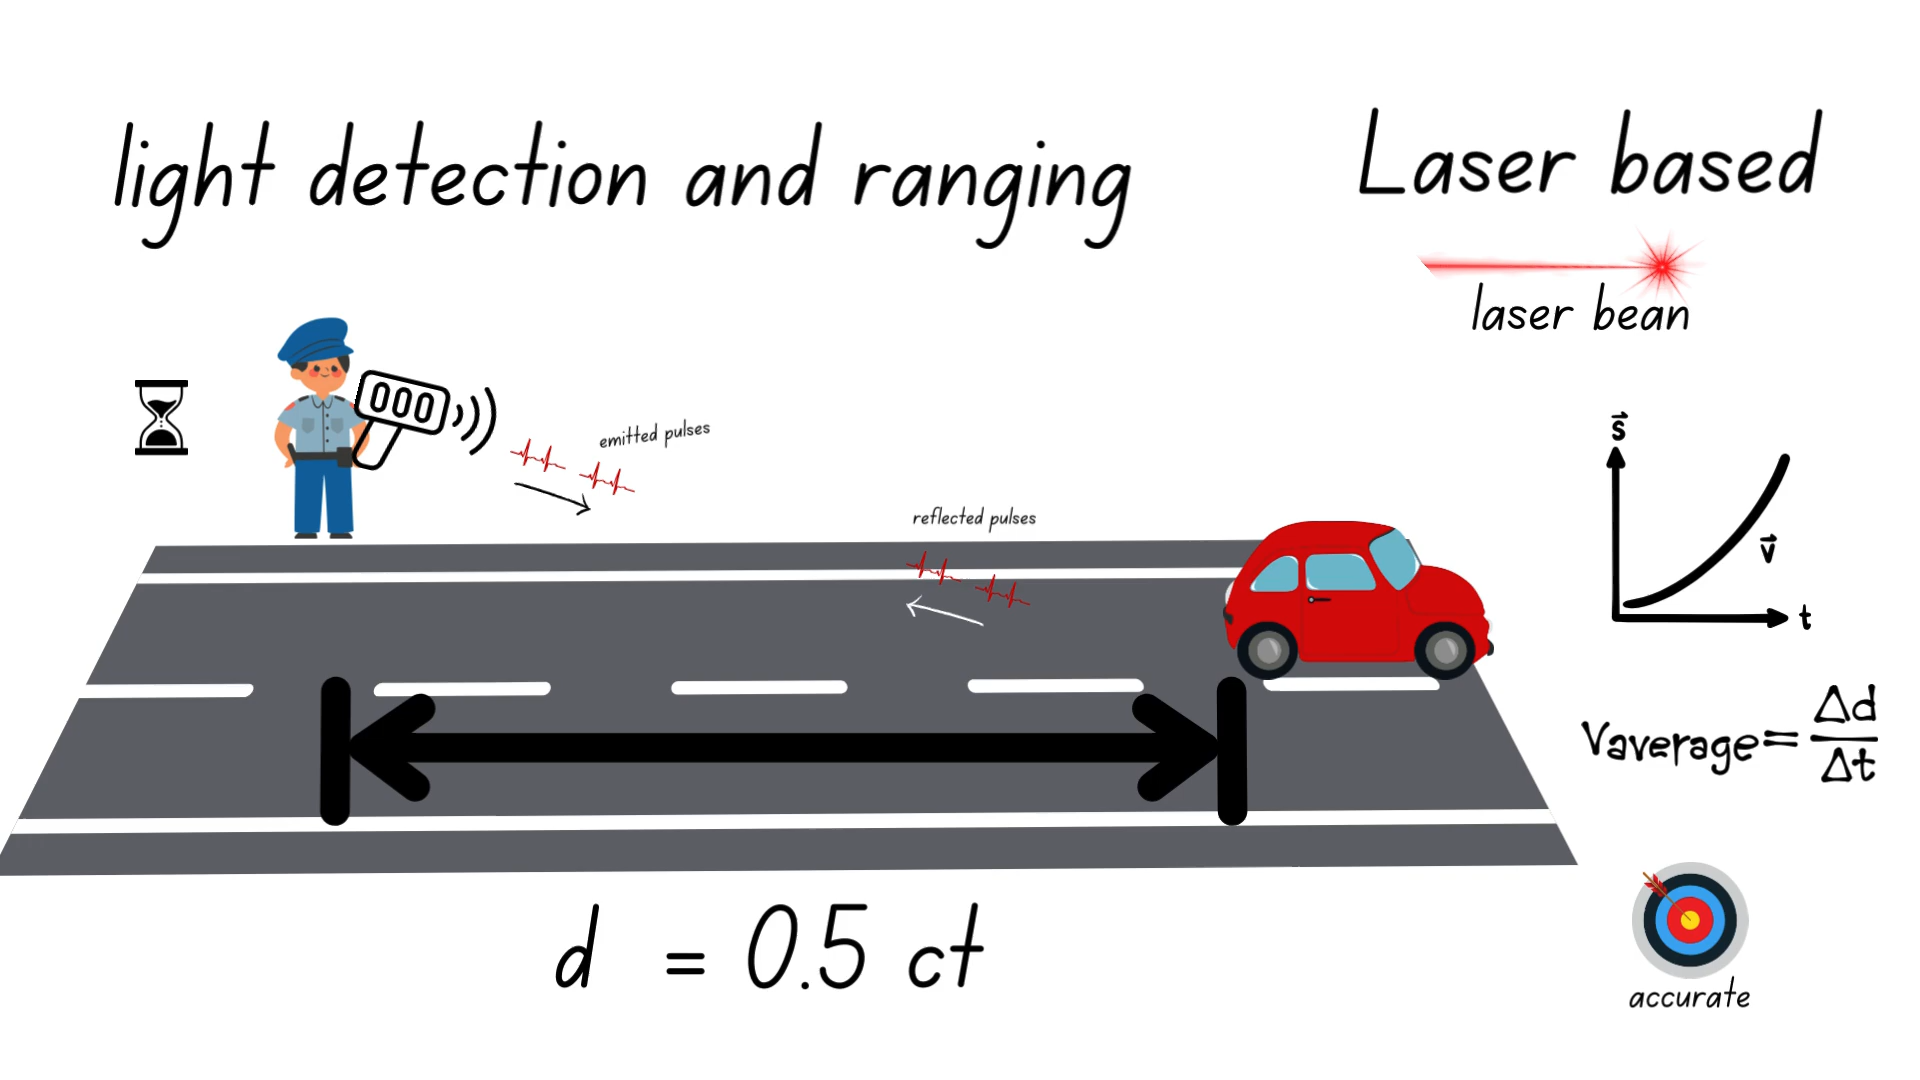 light detection and ranging
Laser based
laser bean
000
emitted pulses
reflected pulses
s⃗
v⃗
t
Vaverage = Δd/Δt
d = 0.5 ct
accurate